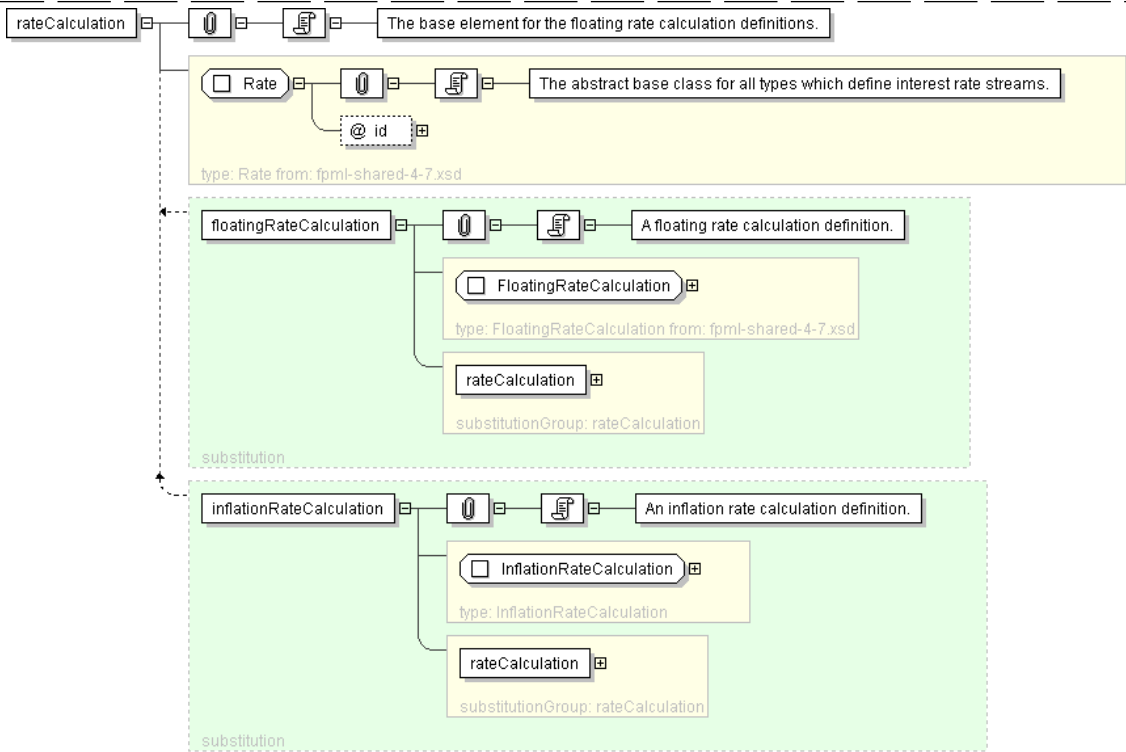 rateCalculation
The base element for the floating rate calculation definitions.
Rate
The abstract base class for all types which define interest rate streams.
@ id
type: Rate from: fpml-shared-4-7.xsd
floatingRateCalculation
A floating rate calculation definition.
FloatingRateCalculation
type: FloatingRateCalculation from: fpml-shared-4-7.xsd
rateCalculation
substitutionGroup: rateCalculation
substitution
inflationRateCalculation
An inflation rate calculation definition.
InflationRateCalculation
type: InflationRateCalculation
rateCalculation
substitutionGroup: rateCalculation
substitution